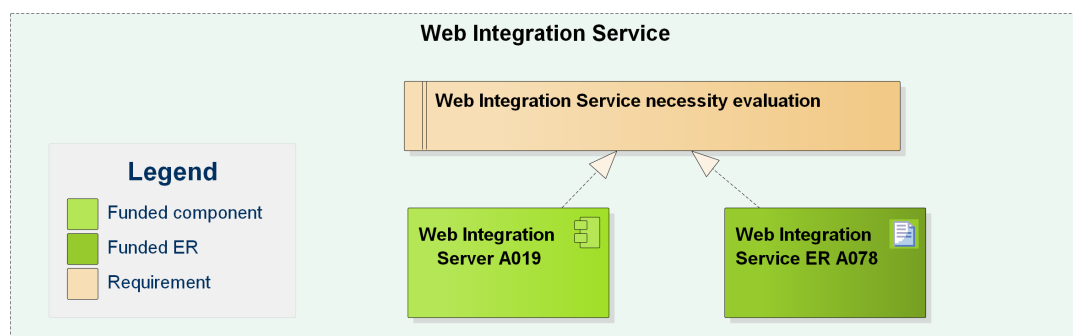 Web Integration Service
Web Integration Service necessity evaluation
Legend
Funded component
Funded ER
Requirement
Web Integration
Server A019
Web Integration
Service ER A078